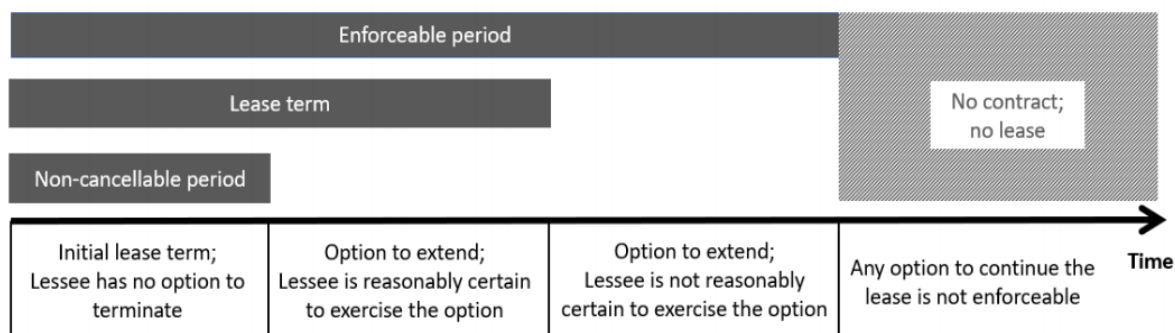 Enforceable period
No contract;
no lease
Lease term
Non-cancellable period
Time
Initial lease term;
Lessee has no option to
terminate
Option to extend;
Lessee is reasonably certain
to exercise the option
Option to extend;
Lessee is not reasonably
certain to exercise the option
Any option to continue the
lease is not enforceable